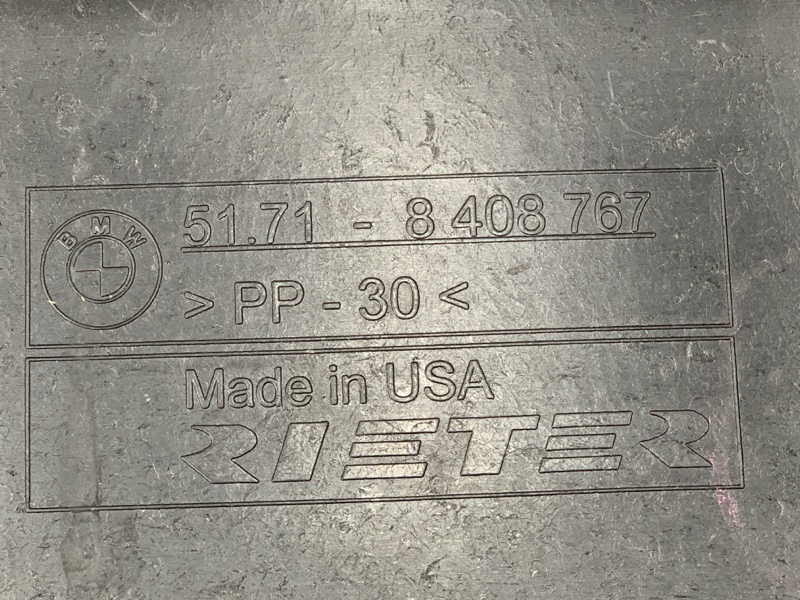 BMW
51.71 - 8 408 767
> PP - 30 <
Made in USA
RIETER